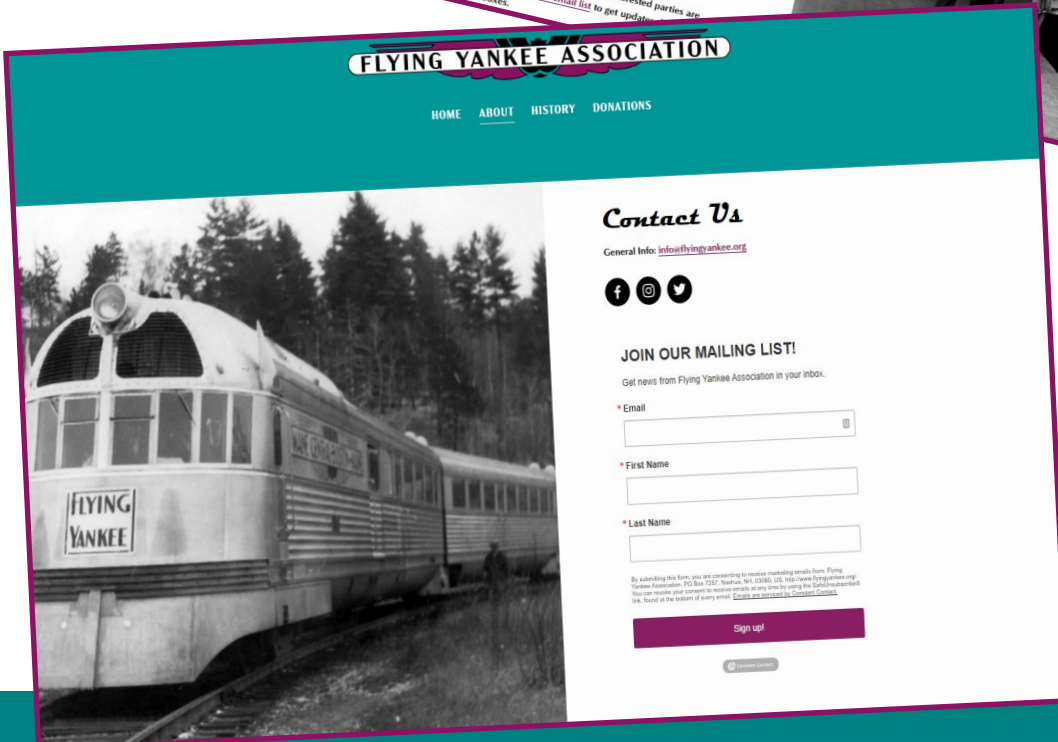 interested parties are
email list to get updates
boxes.
FLYING YANKEE ASSOCIATION
HOME ABOUT HISTORY DONATIONS
Contact Us
General Info: info@flyingyankee.org
JOIN OUR MAILING LIST!
Get news from Flying Yankee Association in your inbox.
* Email
* First Name
* Last Name
By submitting this form, you are consenting to receive marketing emails from: Flying
Yankee Association, PO Box 7257, Nashua, NH, 03060, US, http://www.flyingyankee.org/.
You can revoke your consent to receive emails at any time by using the SafeUnsubscribe®
link, found at the bottom of every email. Emails are serviced by Constant Contact.
Sign up!
Constant Contact
FLYING
YANKEE